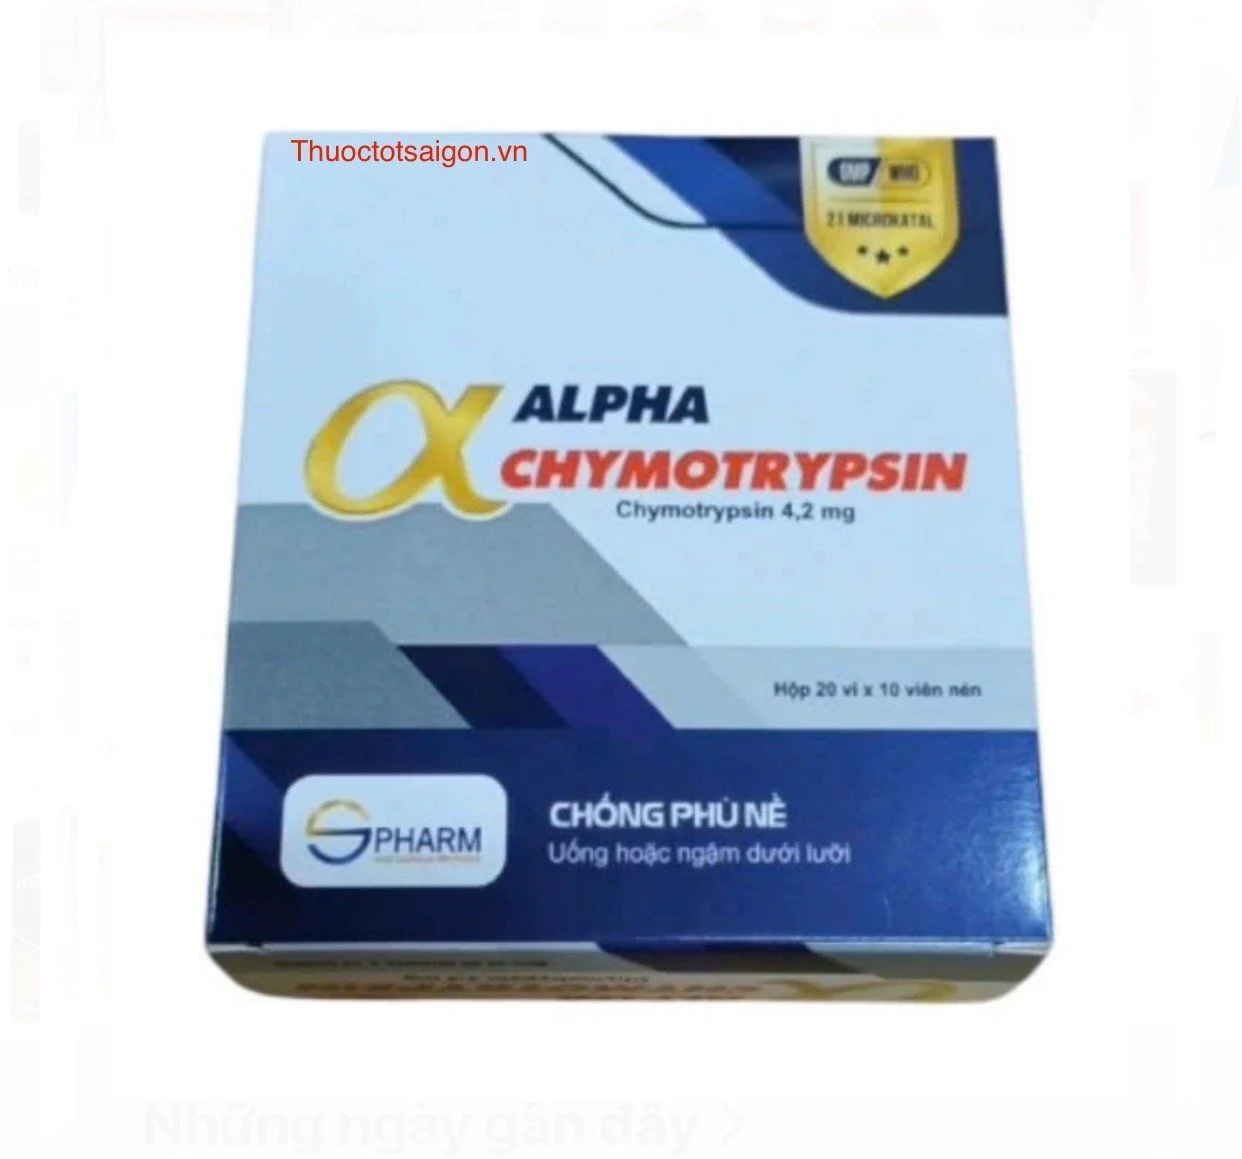 Thuoctotsaigon.vn
GMP WHO
21 MICROKATAL
α ALPHA
CHYMOTRYPSIN
Chymotrypsin 4,2 mg
Hộp 20 vỉ x 10 viên nén
SPHARM
CHỐNG PHÙ NỀ
Uống hoặc ngậm dưới lưỡi
Những ngày gần đây